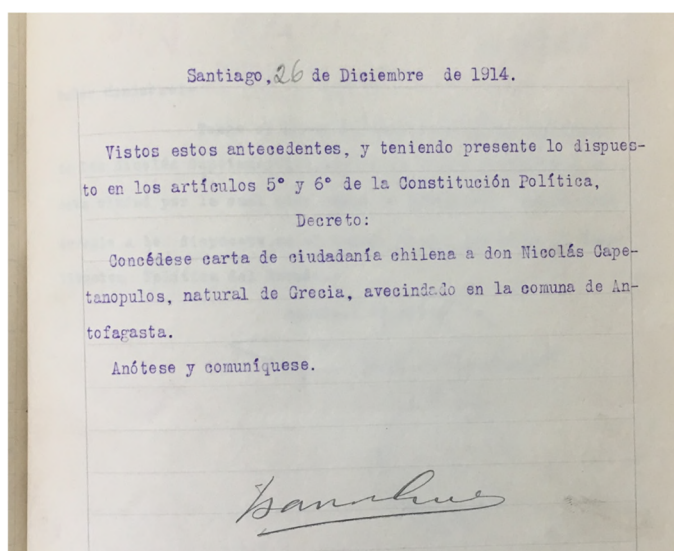 Santiago, 26 de Diciembre de 1914.
Vistos estos antecedentes, y teniendo presente lo dispues-
to en los artículos 5° y 6° de la Constitución Política,
Decreto:
Concédese carta de ciudadanía chilena a don Nicolás Cape-
tanopulos, natural de Grecia, avecindado en la comuna de An-
tofagasta.
Anótese y comuníquese.